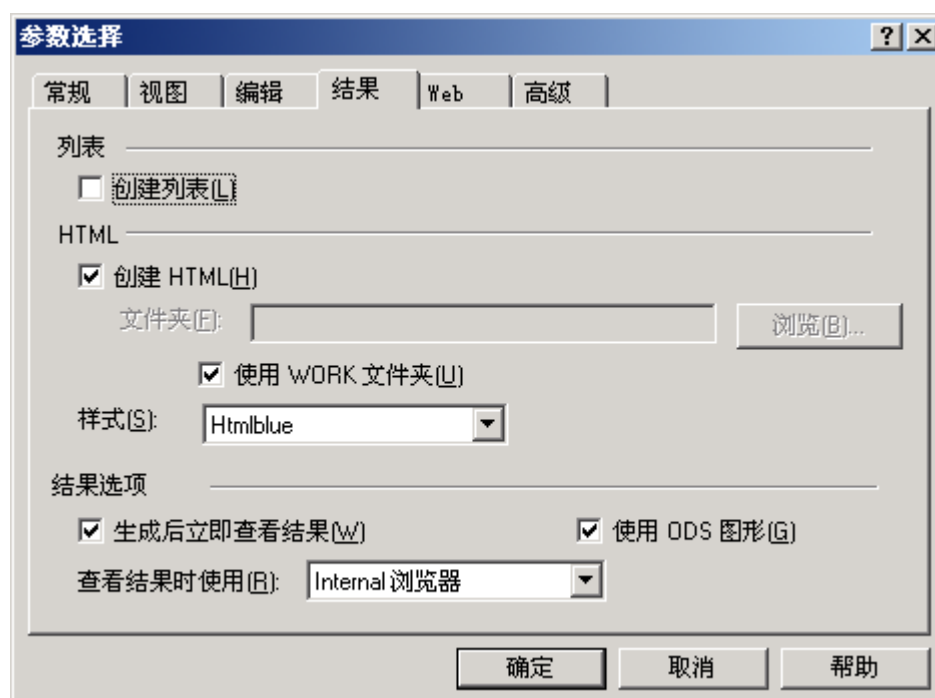 参数选择
常规 视图 编辑 结果 Web 高级
列表
创建列表(L)
HTML
创建 HTML(H)
文件夹(F): 浏览(B)...
使用 WORK 文件夹(U)
样式(S): Htmlblue
结果选项
生成后立即查看结果(W) 使用 ODS 图形(G)
查看结果时使用(R): Internal 浏览器
确定 取消 帮助